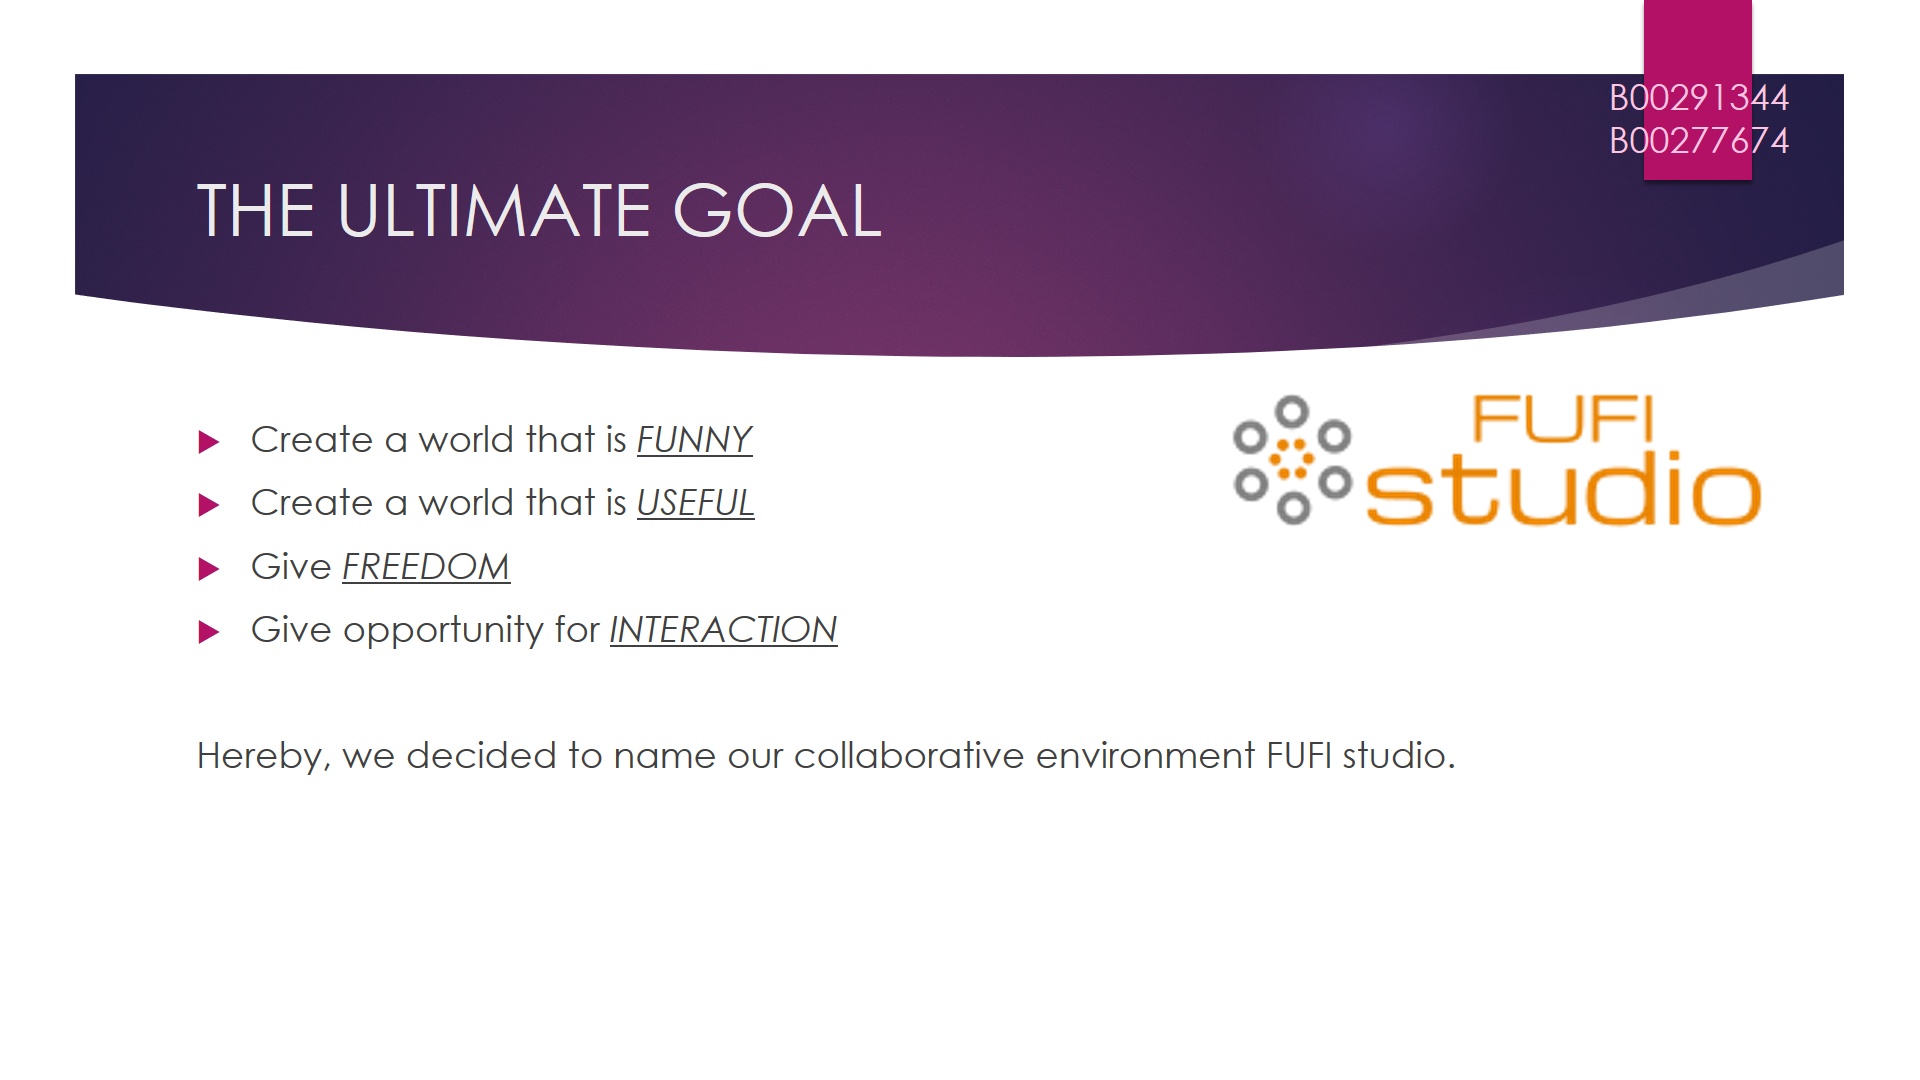 B00291344
B00277674
THE ULTIMATE GOAL
Create a world that is FUNNY
Create a world that is USEFUL
Give FREEDOM
Give opportunity for INTERACTION
FUFI
studio
Hereby, we decided to name our collaborative environment FUFI studio.